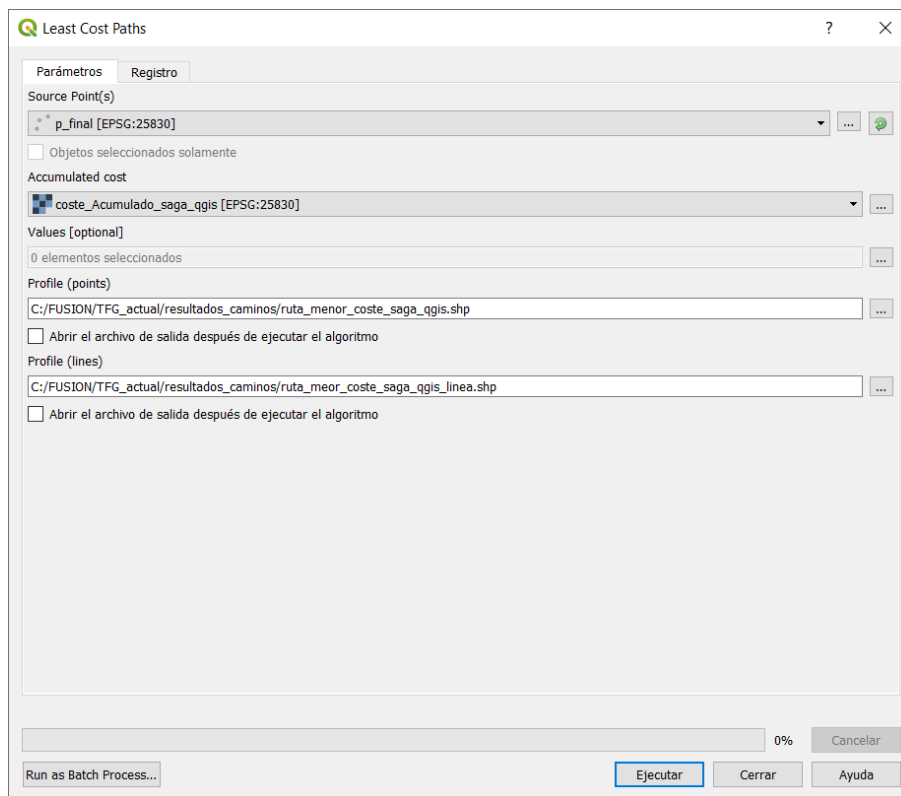 Least Cost Paths
?
Parámetros Registro
Source Point(s)
p_final [EPSG:25830]
...
Objetos seleccionados solamente
Accumulated cost
coste_Acumulado_saga_qgis [EPSG:25830]
...
Values [optional]
0 elementos seleccionados
...
Profile (points)
C:/FUSION/TFG_actual/resultados_caminos/ruta_menor_coste_saga_qgis.shp
...
Abrir el archivo de salida después de ejecutar el algoritmo
Profile (lines)
C:/FUSION/TFG_actual/resultados_caminos/ruta_meor_coste_saga_qgis_linea.shp
...
Abrir el archivo de salida después de ejecutar el algoritmo
0% Cancelar
Run as Batch Process... Ejecutar Cerrar Ayuda